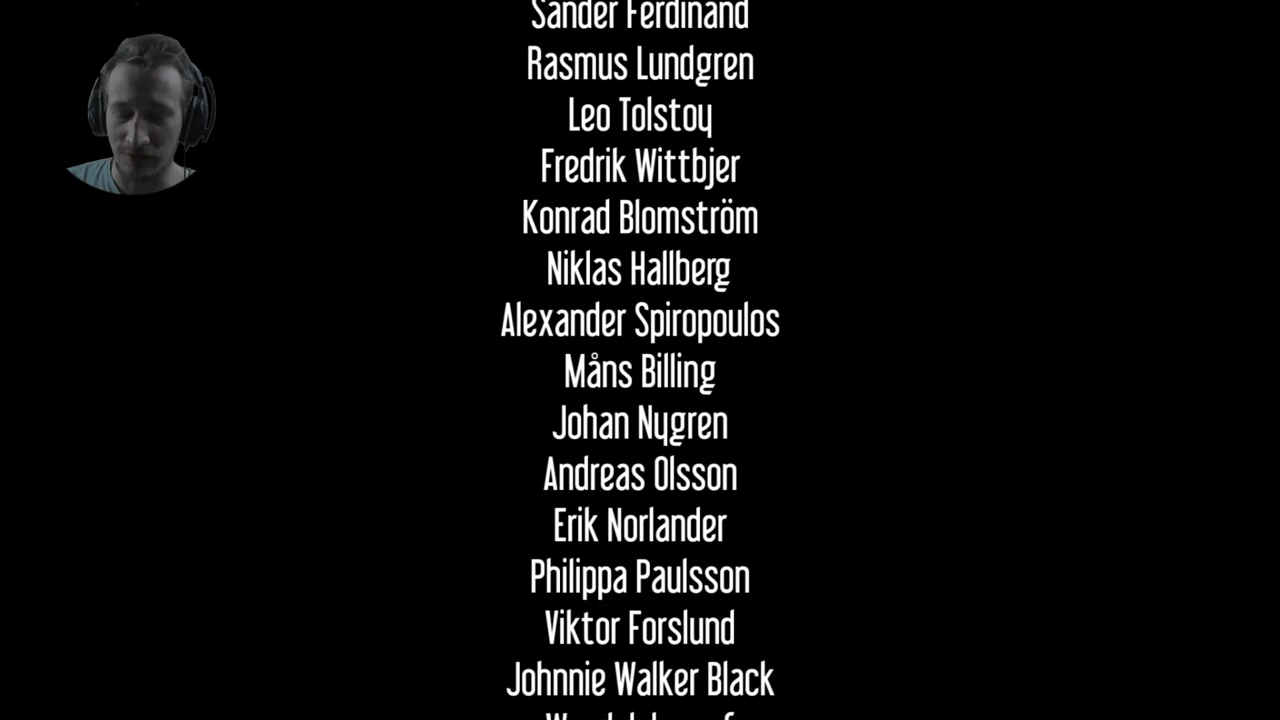 Sander Ferdinand
Rasmus Lundgren
Leo Tolstoy
Fredrik Wittbjer
Konrad Blomström
Niklas Hallberg
Alexander Spiropoulos
Måns Billing
Johan Nygren
Andreas Olsson
Erik Norlander
Philippa Paulsson
Viktor Forslund
Johnnie Walker Black